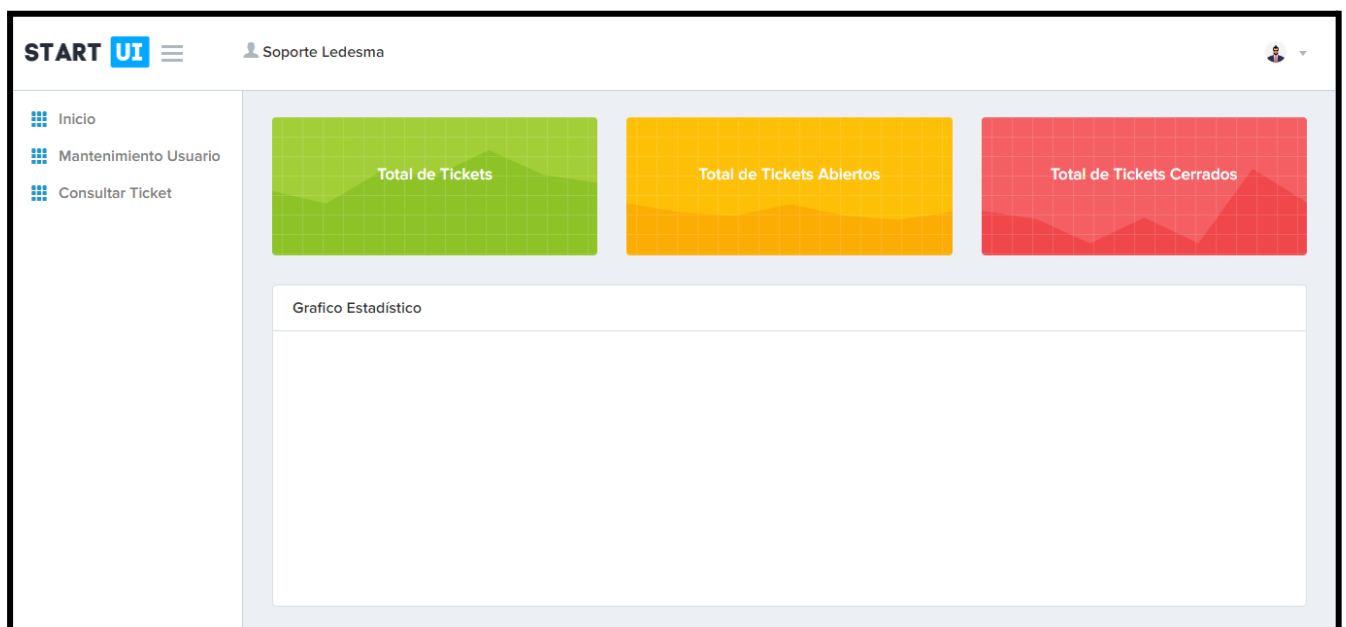 START UI
Soporte Ledesma
Inicio
Mantenimiento Usuario
Consultar Ticket
Total de Tickets
Total de Tickets Abiertos
Total de Tickets Cerrados
Grafico Estadístico